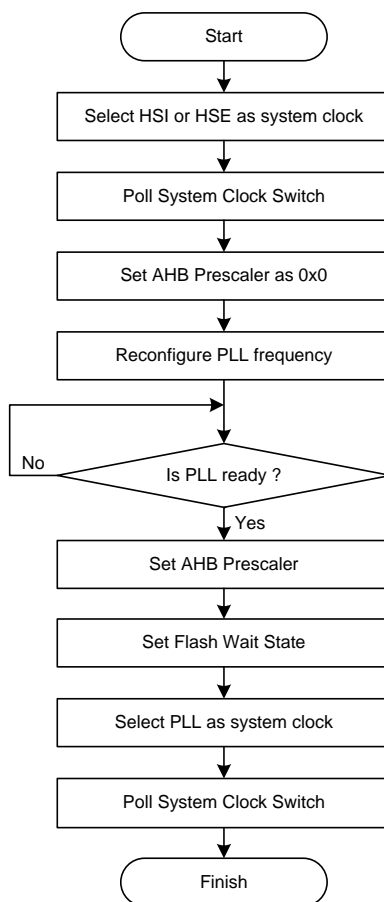 Start
Select HSI or HSE as system clock
Poll System Clock Switch
Set AHB Prescaler as 0x0
Reconfigure PLL frequency
No
Is PLL ready ?
Yes
Set AHB Prescaler
Set Flash Wait State
Select PLL as system clock
Poll System Clock Switch
Finish